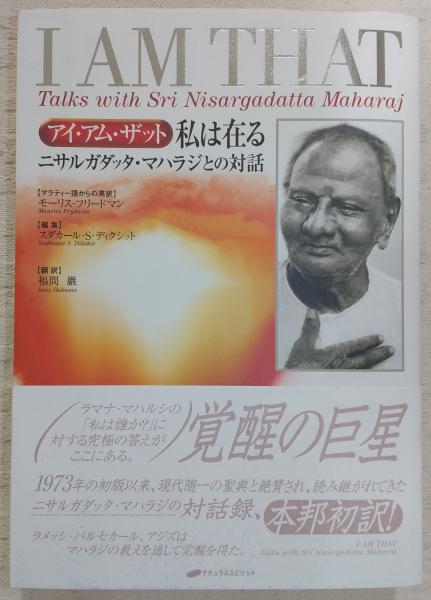 I AM THAT
Talks with Sri Nisargadatta Maharaj
アイ・アム・ザット 私は在る
ニサルガダッタ・マハラジとの対話
【マラティー語からの英訳】
モーリス・フリードマン
Maurice Frydman
【編集】
スダカール・S・ディクシット
Sudhakar S. Dikshit
【翻訳】
福間 巖
Iwao Hukuma
ラマナ・マハルシの
「私は誰か?」に
対する究極の答えが
ここにある。
覚醒の巨星
1973年の初版以来、現代随一の聖典と絶賛され、読み継がれてきた
ニサルガダッタ・マハラジの対話録、本邦初訳!
I AM THAT
Talks with Sri Nisargadatta Maharaj
ラメッシ・バルセカール、アジズは
マハラジの教えを通して覚醒を得た。
ナチュラルスピリット